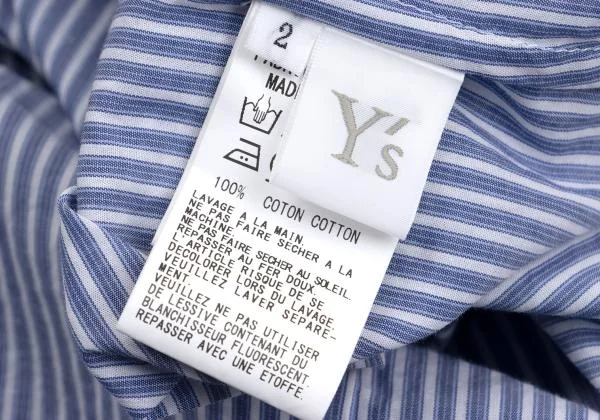 2
MADE
Y's
100% COTON COTTON
LAVAGE A LA MAIN.
NE PAS FAIRE SECHER A LA
MACHINE.
NE PAS FAIRE SECHER AU SOLEIL.
REPASSER AU FER DOUX.
DE ARTICLE RISQUE DE SE
DECOLORER LORS DU LAVAGE.
VEUILLEZ LAVER SEPARE-
MENT.
VEUILLEZ NE PAS UTILISER
DE LESSIVE CONTENANT DU
BLANCHISSEUR FLUORESCENT
REPASSER AVEC UNE ETOFFE.